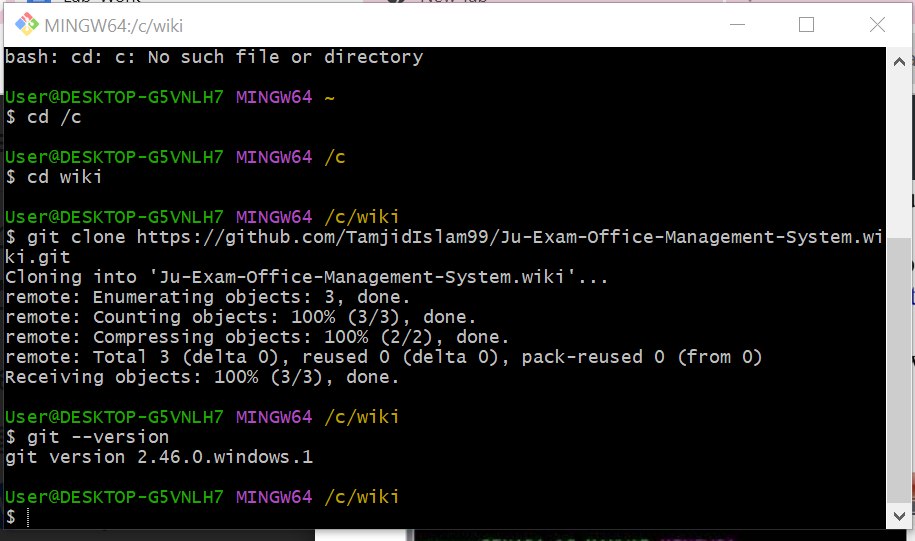 MINGW64:/c/wiki
bash: cd: c: No such file or directory
User@DESKTOP-G5VNLH7 MINGW64 ~
$ cd /c
User@DESKTOP-G5VNLH7 MINGW64 /c
$ cd wiki
User@DESKTOP-G5VNLH7 MINGW64 /c/wiki
$ git clone https://github.com/TamjidIslam99/Ju-Exam-Office-Management-System.wi
ki.git
Cloning into 'Ju-Exam-Office-Management-System.wiki'...
remote: Enumerating objects: 3, done.
remote: Counting objects: 100% (3/3), done.
remote: Compressing objects: 100% (2/2), done.
remote: Total 3 (delta 0), reused 0 (delta 0), pack-reused 0 (from 0)
Receiving objects: 100% (3/3), done.
User@DESKTOP-G5VNLH7 MINGW64 /c/wiki
$ git --version
git version 2.46.0.windows.1
User@DESKTOP-G5VNLH7 MINGW64 /c/wiki
$